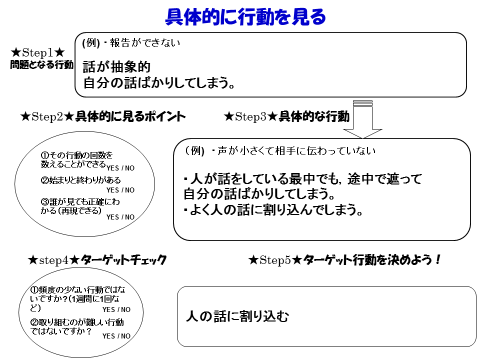 具体的に行動を見る
★Step1★
問題となる行動
(例)・報告ができない
話が抽象的
自分の話ばかりしてしまう。
★Step2★具体的に見るポイント
★Step3★具体的な行動
①その行動の回数を
数えることができる
YES / NO
②始まりと終わりがある
YES / NO
③誰が見ても正確にわ
かる(再現できる)
YES / NO
(例) ・声が小さくて相手に伝わっていない
・人が話をしている最中でも,途中で遮って
自分の話ばかりしてしまう。
・よく人の話に割り込んでしまう。
★step4★ターゲットチェック
★Step5★ターゲット行動を決めよう!
①頻度の少ない行動ではな
いですか?(1週間に1回な
ど)
YES / NO
②取り組むのが難しい行動
ではないですか?
YES / NO
人の話に割り込む